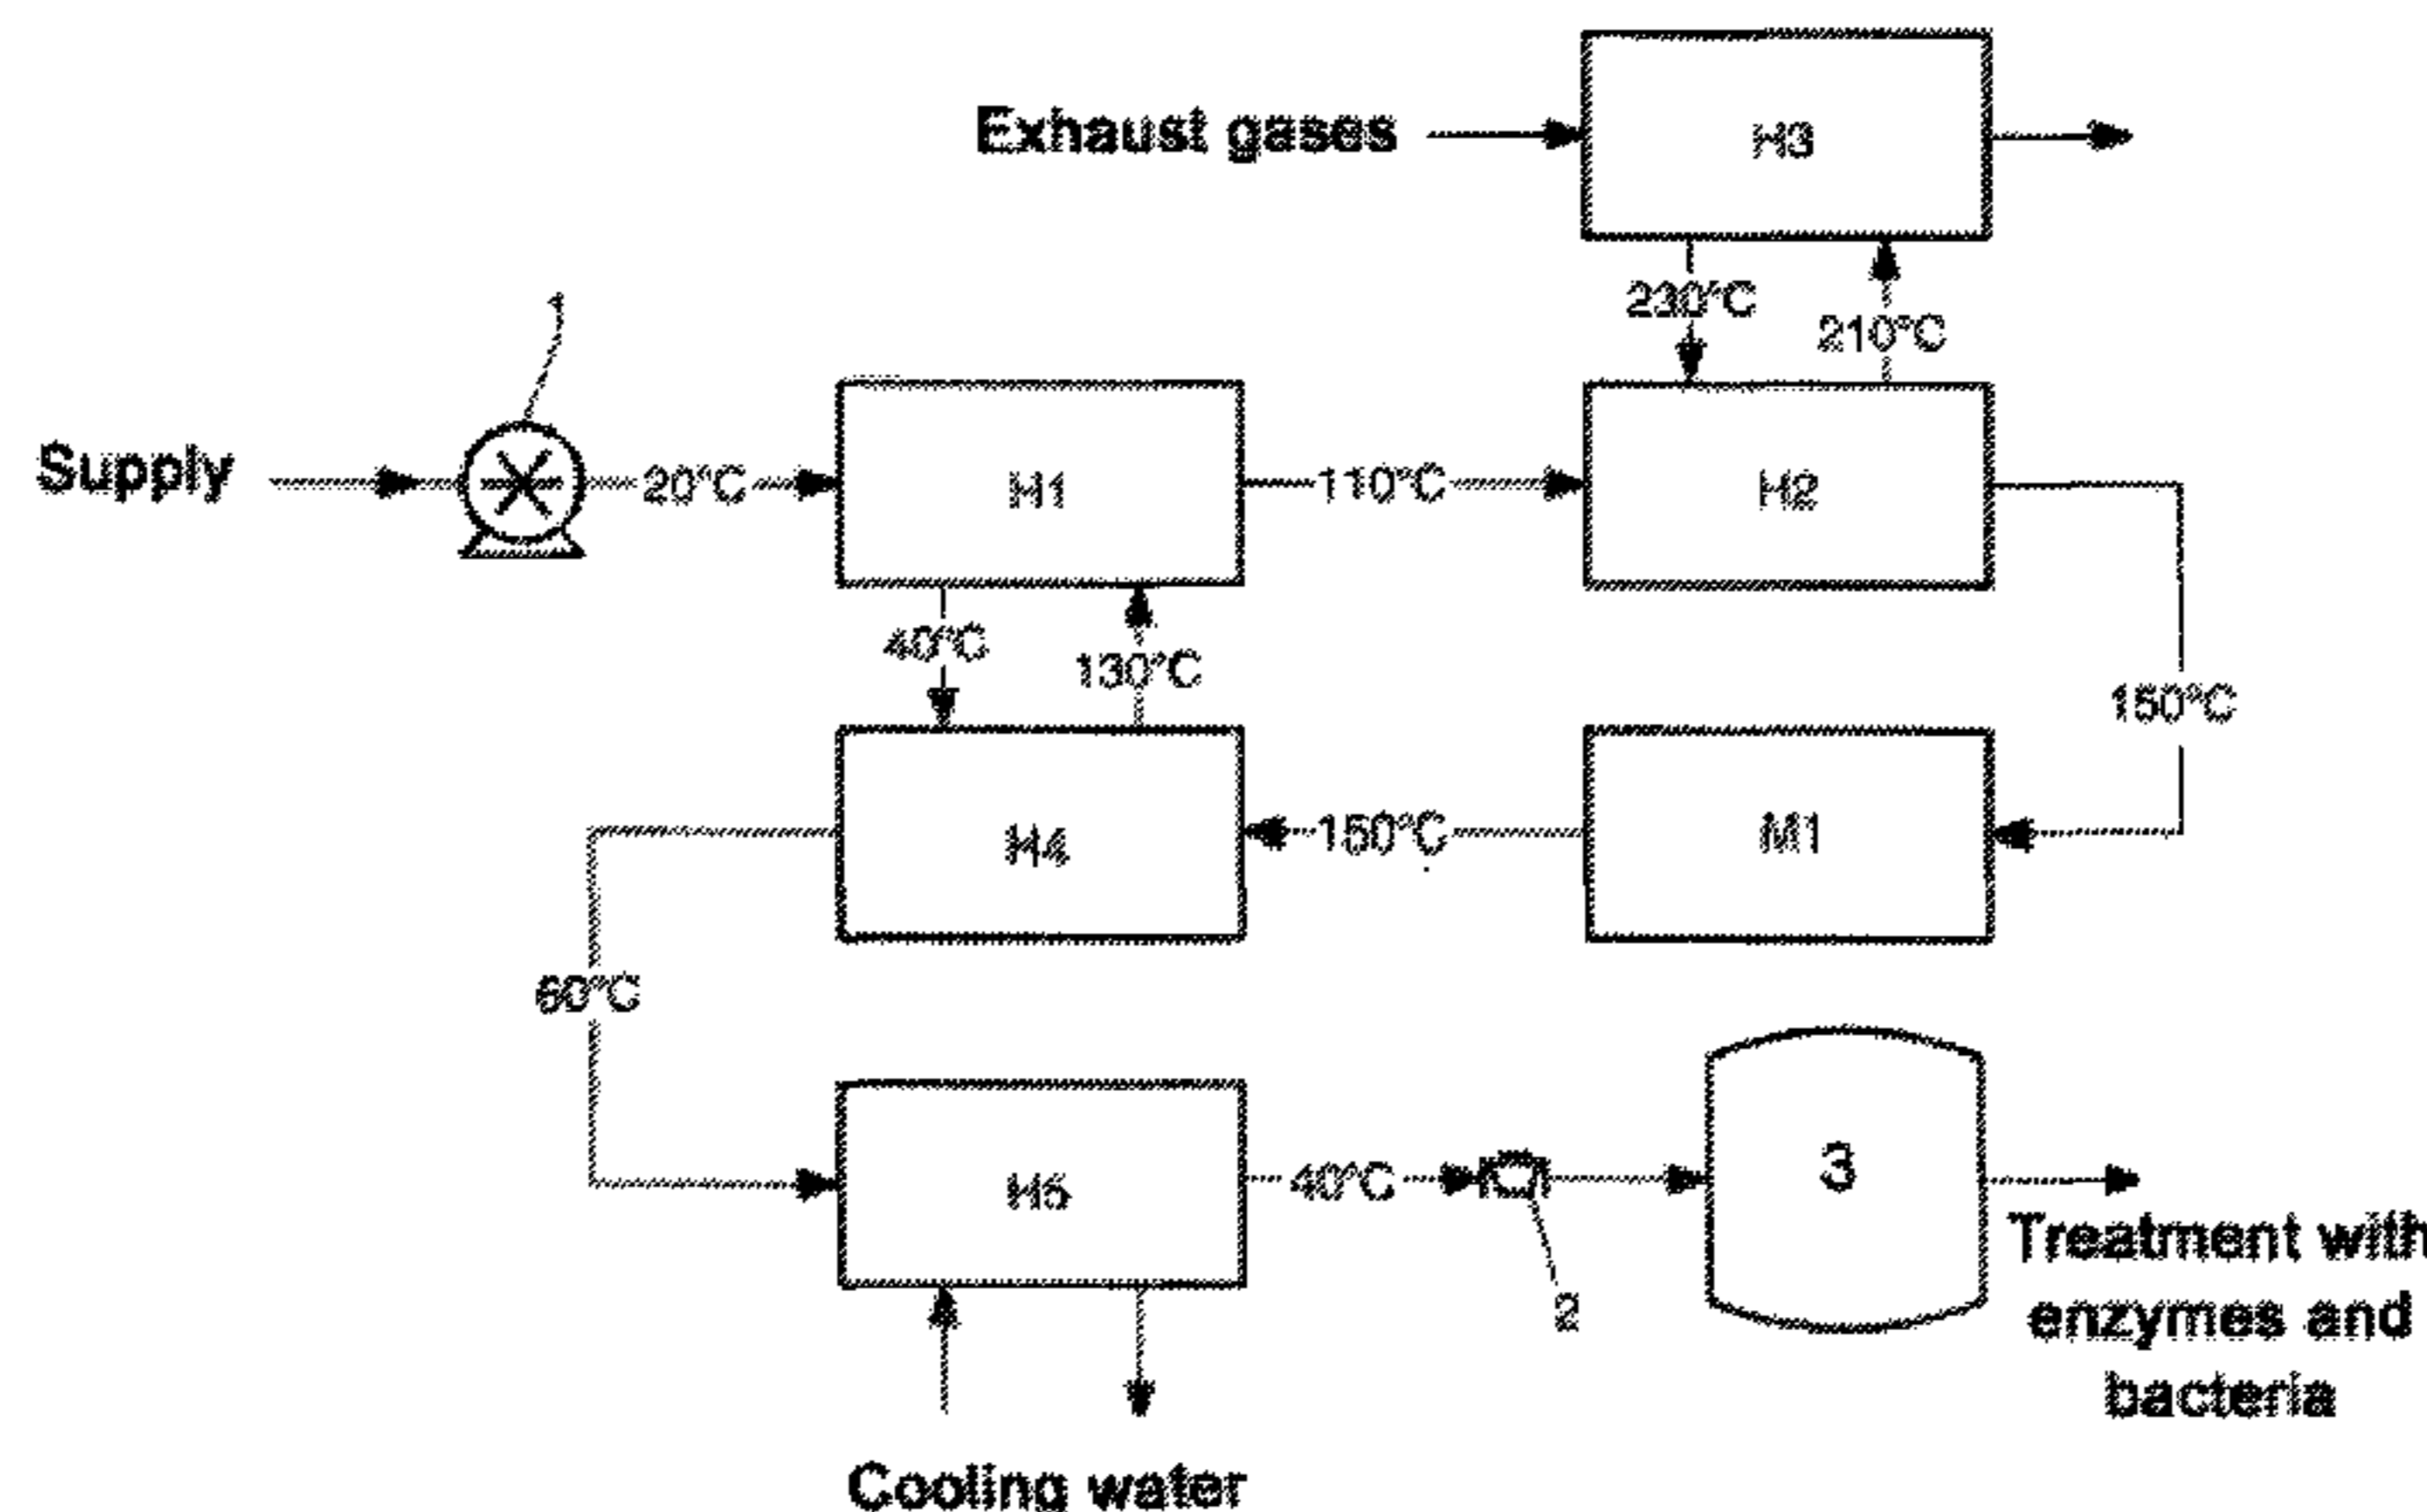 H3
Exhaust gases
230°C
210°C
1
Supply
20°C
H1
110°C
H2
40°C
130°C
150°C
H4
150°C
M1
60°C
H5
40°C
3
2
Treatment with
enzymes and
bacteria
Cooling water